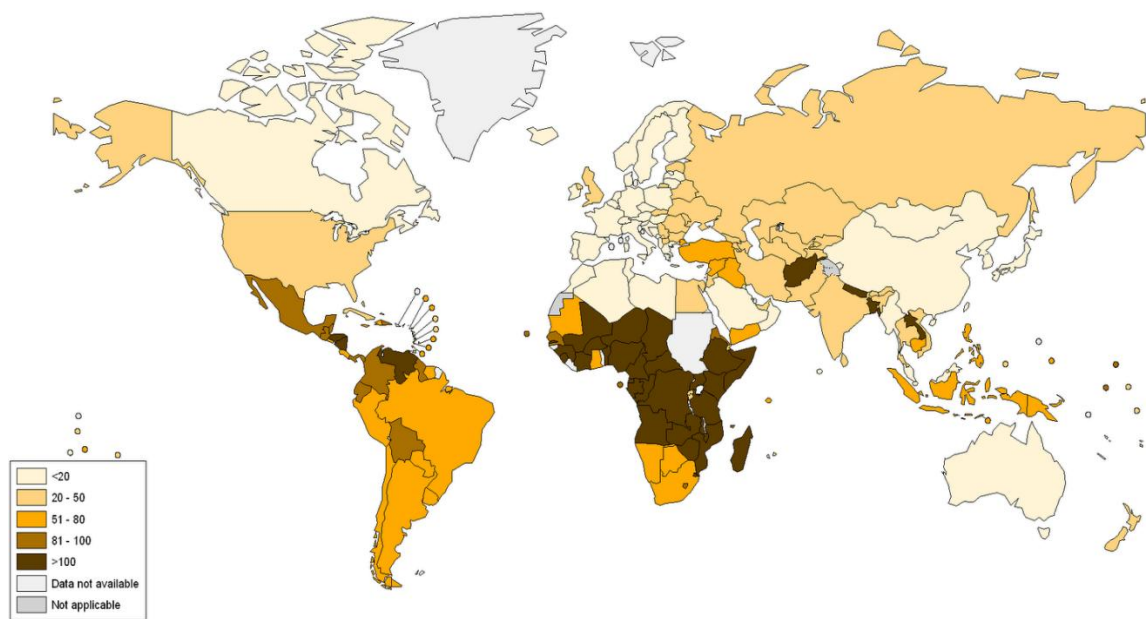 <20
20 - 50
51 - 80
81 - 100
>100
Data not available
Not applicable